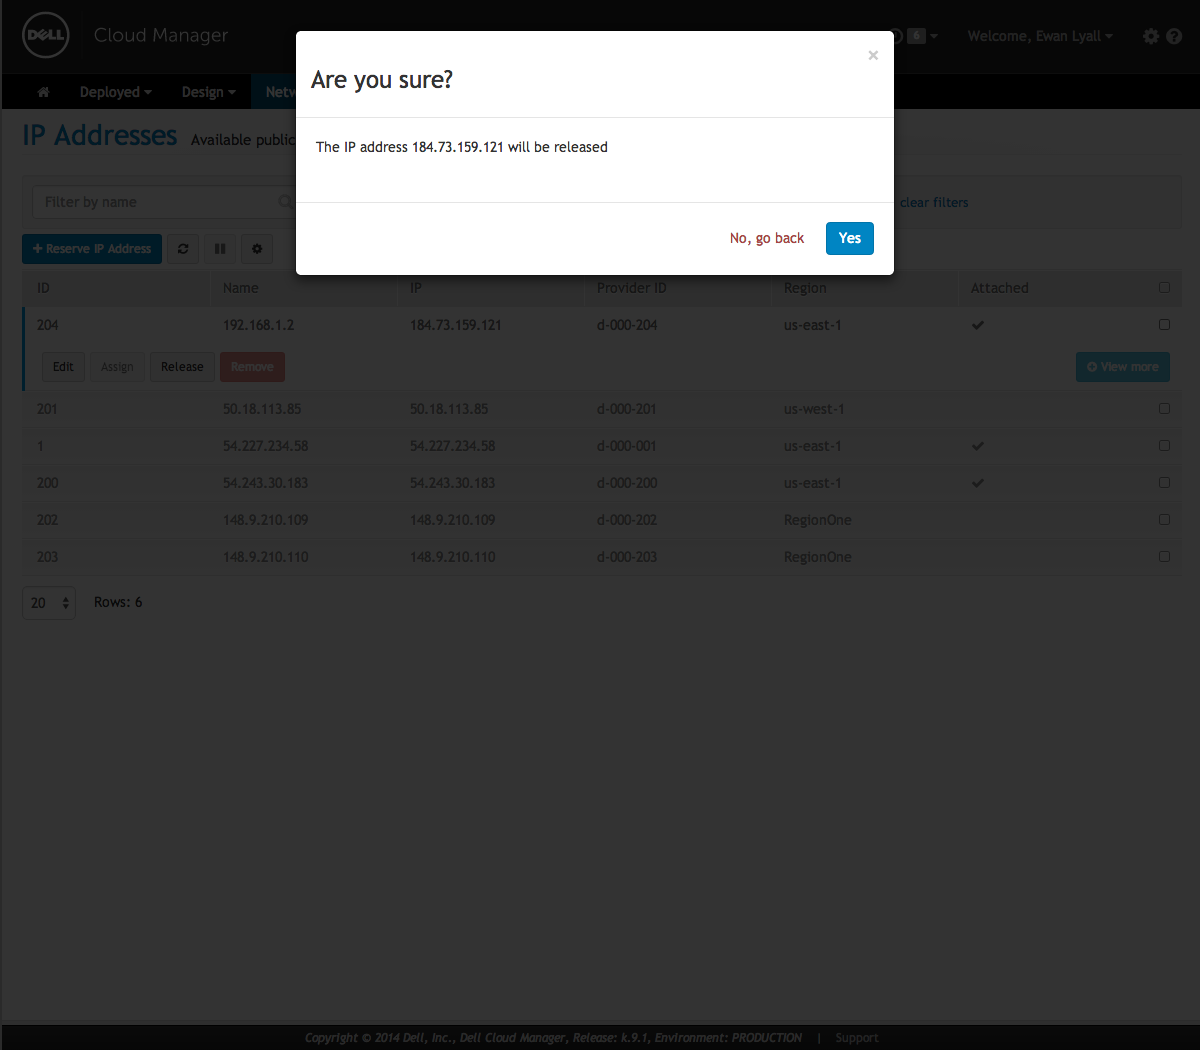 DELL Cloud Manager 6 Welcome, Ewan Lyall
Deployed Design Netw
IP Addresses Available public
Are you sure?
The IP address 184.73.159.121 will be released
No, go back Yes
Filter by name clear filters
Reserve IP Address
ID Name IP Provider ID Region Attached
204 192.168.1.2 184.73.159.121 d-000-204 us-east-1
Edit Assign Release Remove View more
201 50.18.113.85 50.18.113.85 d-000-201 us-west-1
1 54.227.234.58 54.227.234.58 d-000-001 us-east-1
200 54.243.30.183 54.243.30.183 d-000-200 us-east-1
202 148.9.210.109 148.9.210.109 d-000-202 RegionOne
203 148.9.210.110 148.9.210.110 d-000-203 RegionOne
20 Rows: 6
Copyright © 2014 Dell, Inc., Dell Cloud Manager, Release: k.9.1, Environment: PRODUCTION | Support